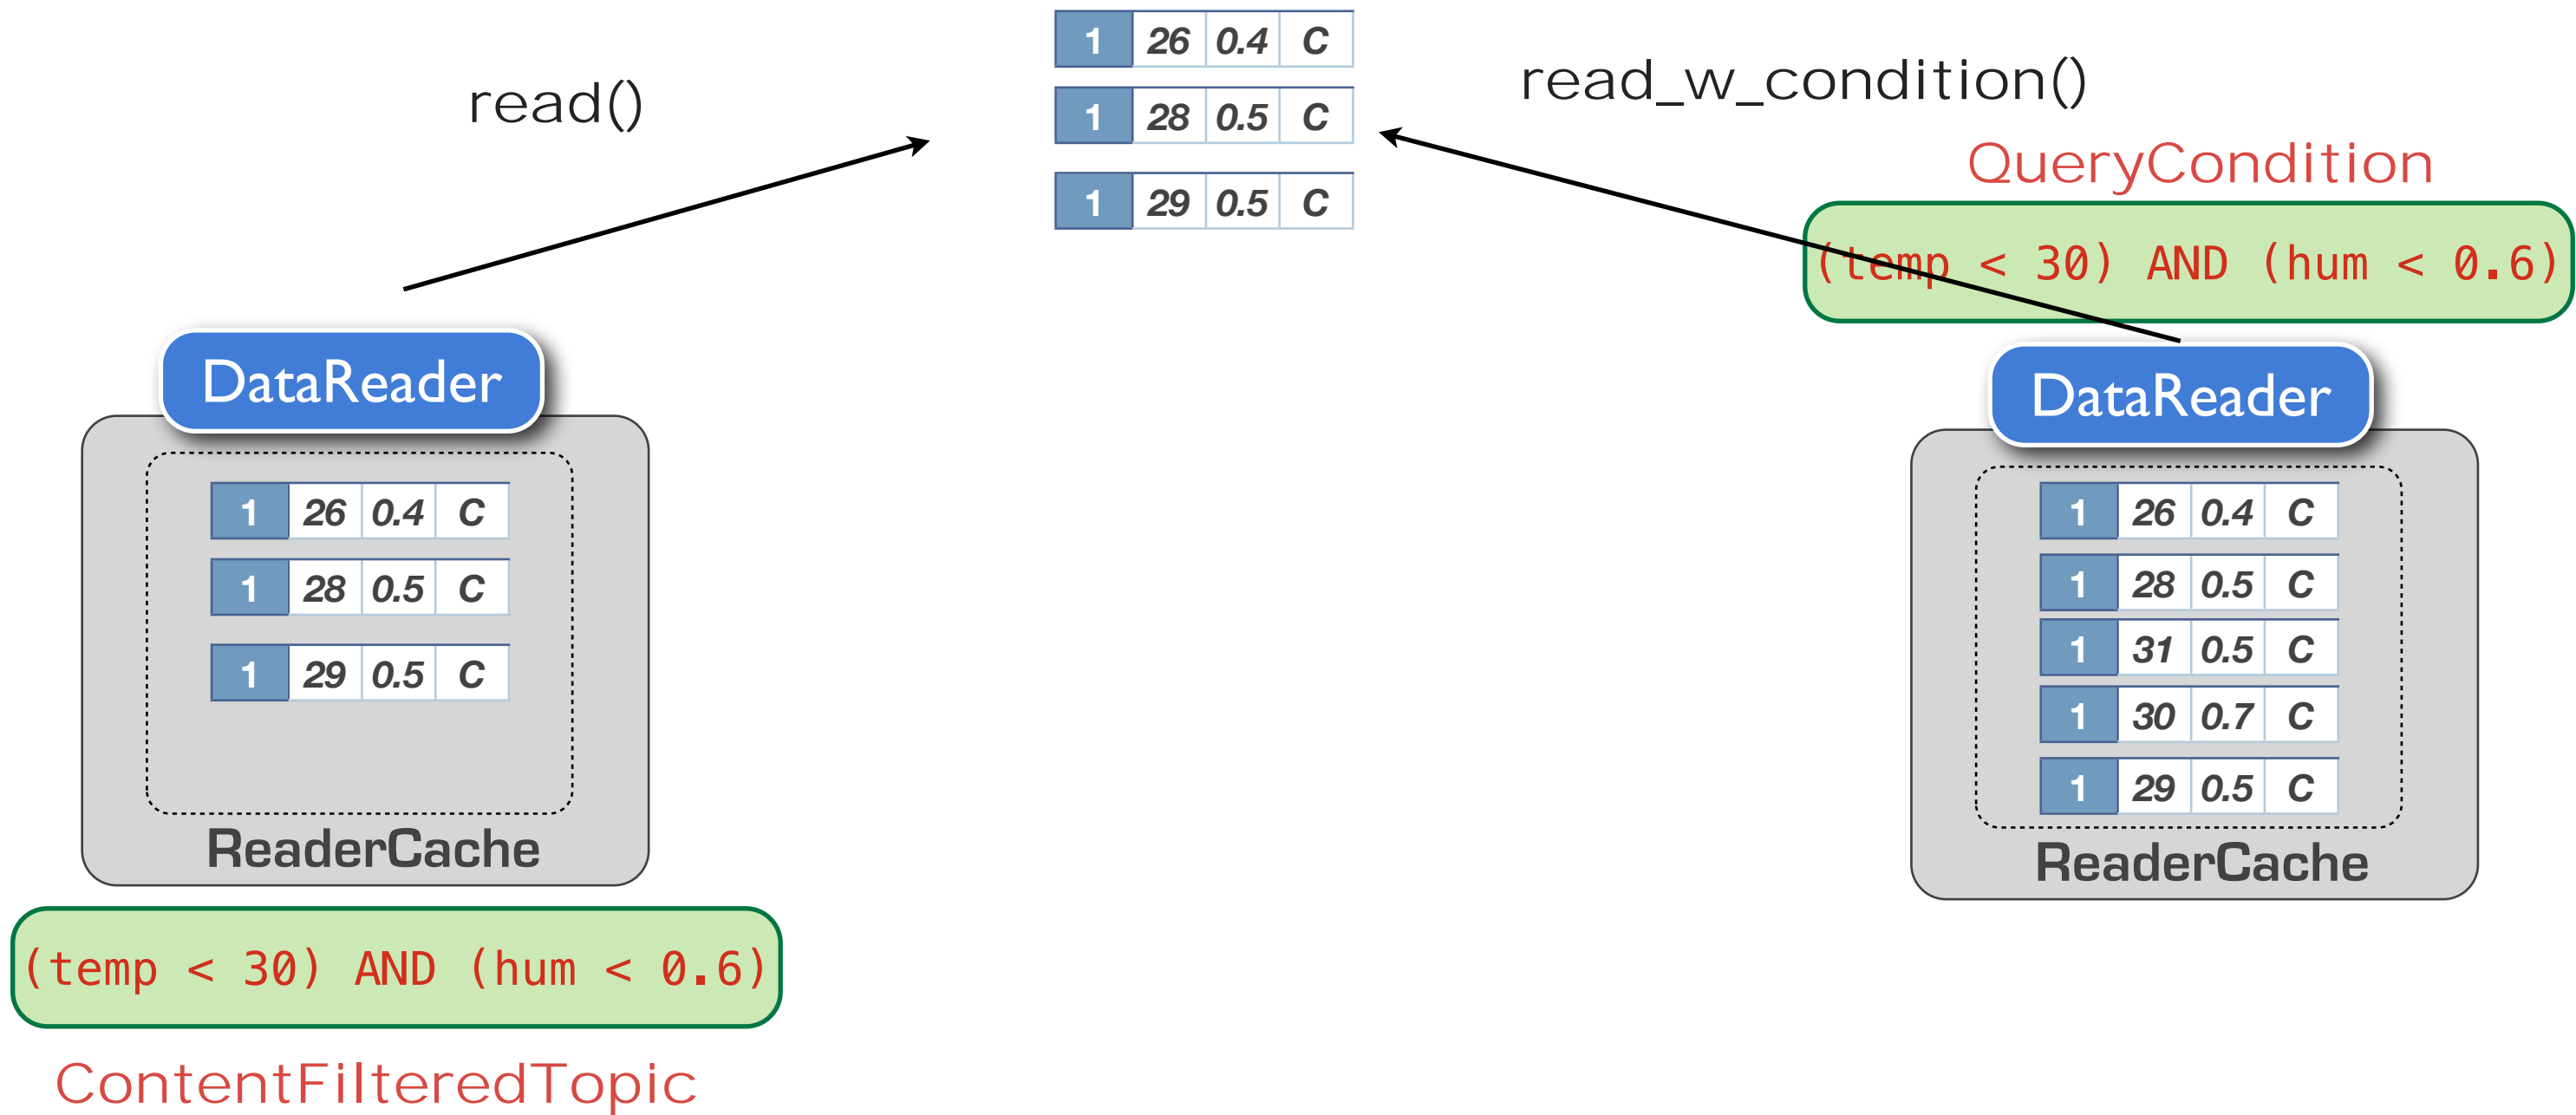 1 26 0.4 C
read()
1 28 0.5 C
read_w_condition()
1 29 0.5 C
QueryCondition
(temp < 30) AND (hum < 0.6)
DataReader
1 26 0.4 C
1 28 0.5 C
1 29 0.5 C
ReaderCache
(temp < 30) AND (hum < 0.6)
ContentFilteredTopic
DataReader
1 26 0.4 C
1 28 0.5 C
1 31 0.5 C
1 30 0.7 C
1 29 0.5 C
ReaderCache